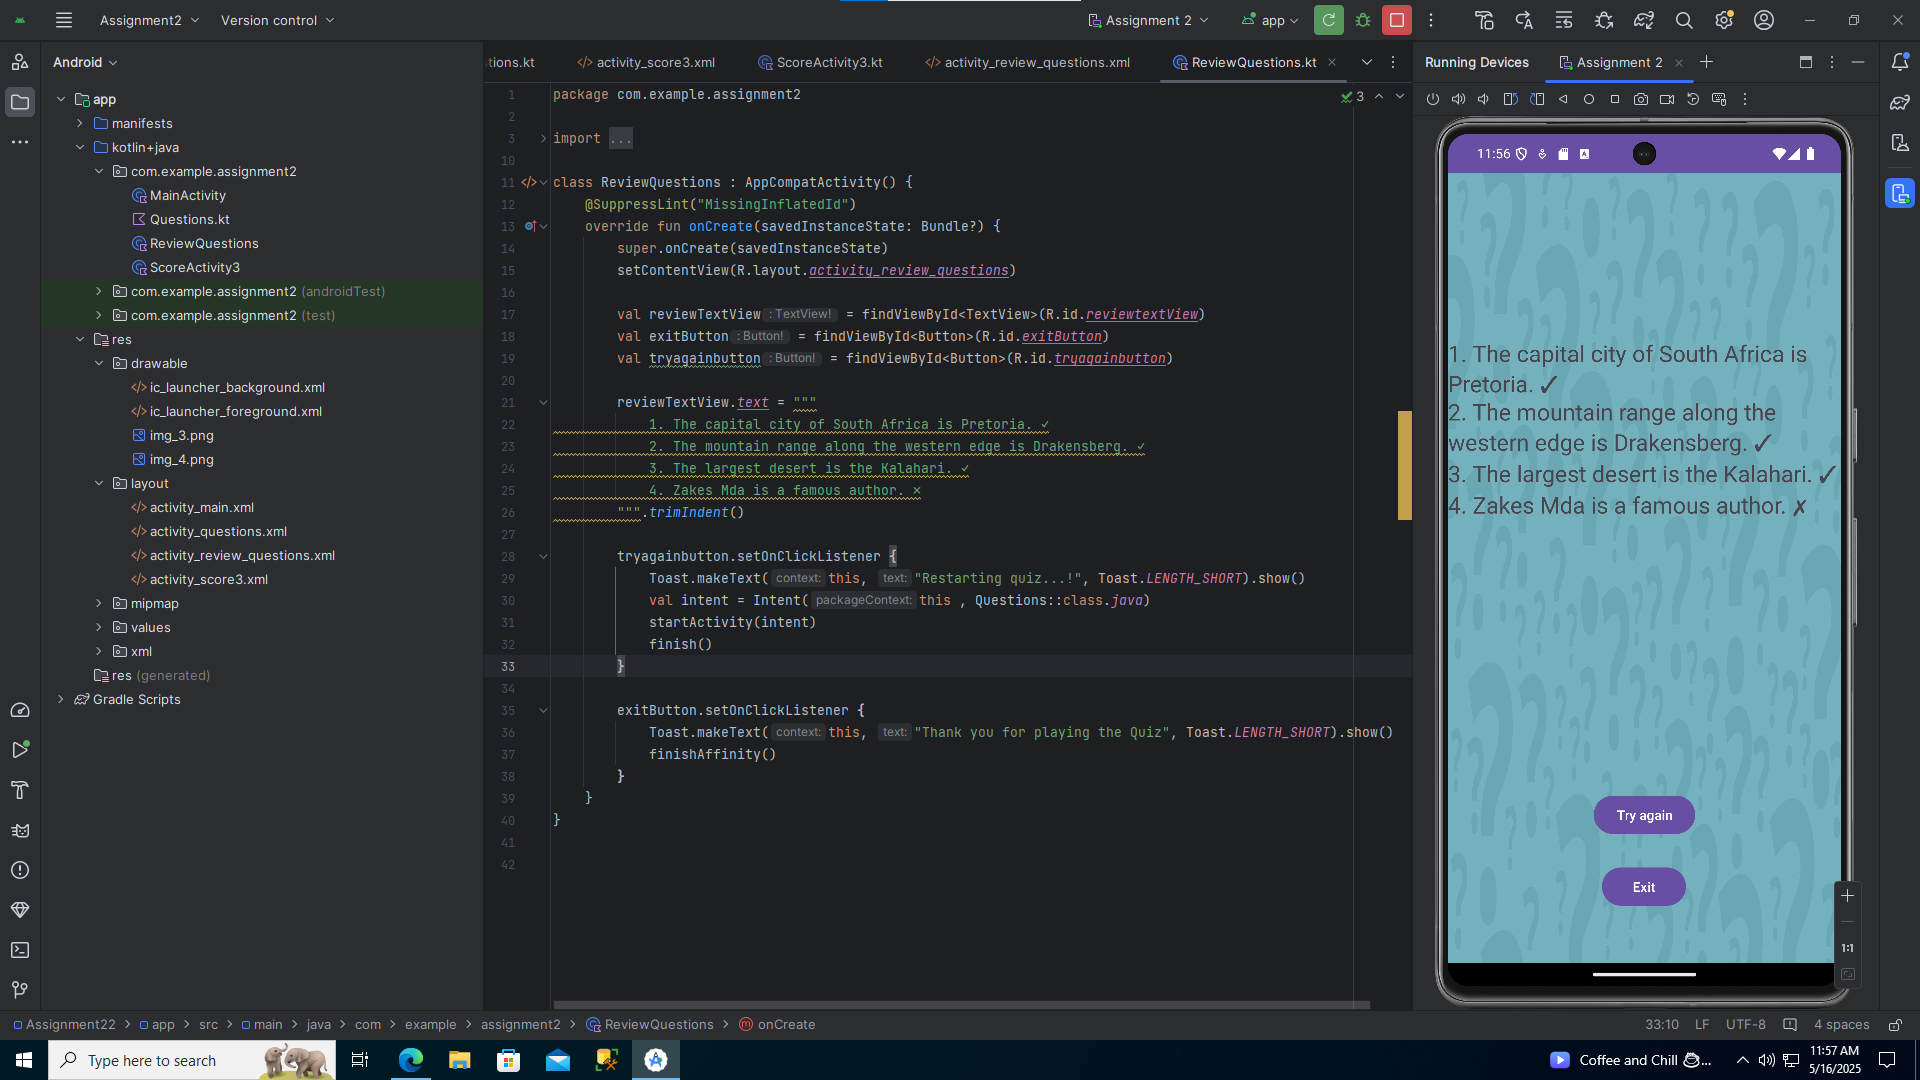 Assignment2
Version control
Assignment 2
app
Android
tions.kt
activity_score3.xml
ScoreActivity3.kt
activity_review_questions.xml
ReviewQuestions.kt
Running Devices
Assignment 2
app
manifests
kotlin+java
com.example.assignment2
MainActivity
Questions.kt
ReviewQuestions
ScoreActivity3
com.example.assignment2 (androidTest)
com.example.assignment2 (test)
res
drawable
ic_launcher_background.xml
ic_launcher_foreground.xml
img_3.png
img_4.png
layout
activity_main.xml
activity_questions.xml
activity_review_questions.xml
activity_score3.xml
mipmap
values
xml
res (generated)
Gradle Scripts
3
1 package com.example.assignment2
2
3 import ...
10
11 class ReviewQuestions : AppCompatActivity() {
12 @SuppressLint("MissingInflatedId")
13 override fun onCreate(savedInstanceState: Bundle?) {
14 super.onCreate(savedInstanceState)
15 setContentView(R.layout.activity_review_questions)
16
17 val reviewTextView : TextView! = findViewById<TextView>(R.id.reviewtextView)
18 val exitButton : Button! = findViewById<Button>(R.id.exitButton)
19 val tryagainbutton : Button! = findViewById<Button>(R.id.tryagainbutton)
20
21 reviewTextView.text = """
22 1. The capital city of South Africa is Pretoria. ✓
23 2. The mountain range along the western edge is Drakensberg. ✓
24 3. The largest desert is the Kalahari. ✓
25 4. Zakes Mda is a famous author. ✗
26 """.trimIndent()
27
28 tryagainbutton.setOnClickListener {
29 Toast.makeText( context: this, text: "Restarting quiz...!", Toast.LENGTH_SHORT).show()
30 val intent = Intent( packageContext: this , Questions::class.java)
31 startActivity(intent)
32 finish()
33 }
34
35 exitButton.setOnClickListener {
36 Toast.makeText( context: this, text: "Thank you for playing the Quiz", Toast.LENGTH_SHORT).show()
37 finishAffinity()
38 }
39 }
40 }
41
42
11:56
1. The capital city of South Africa is
Pretoria. ✓
2. The mountain range along the
western edge is Drakensberg. ✓
3. The largest desert is the Kalahari. ✓
4. Zakes Mda is a famous author. ✗
Try again
Exit
1:1
Assignment22 > app > src > main > java > com > example > assignment2 > ReviewQuestions > onCreate
33:10 LF UTF-8 4 spaces
Type here to search
Coffee and Chill ...
11:57 AM
5/16/2025